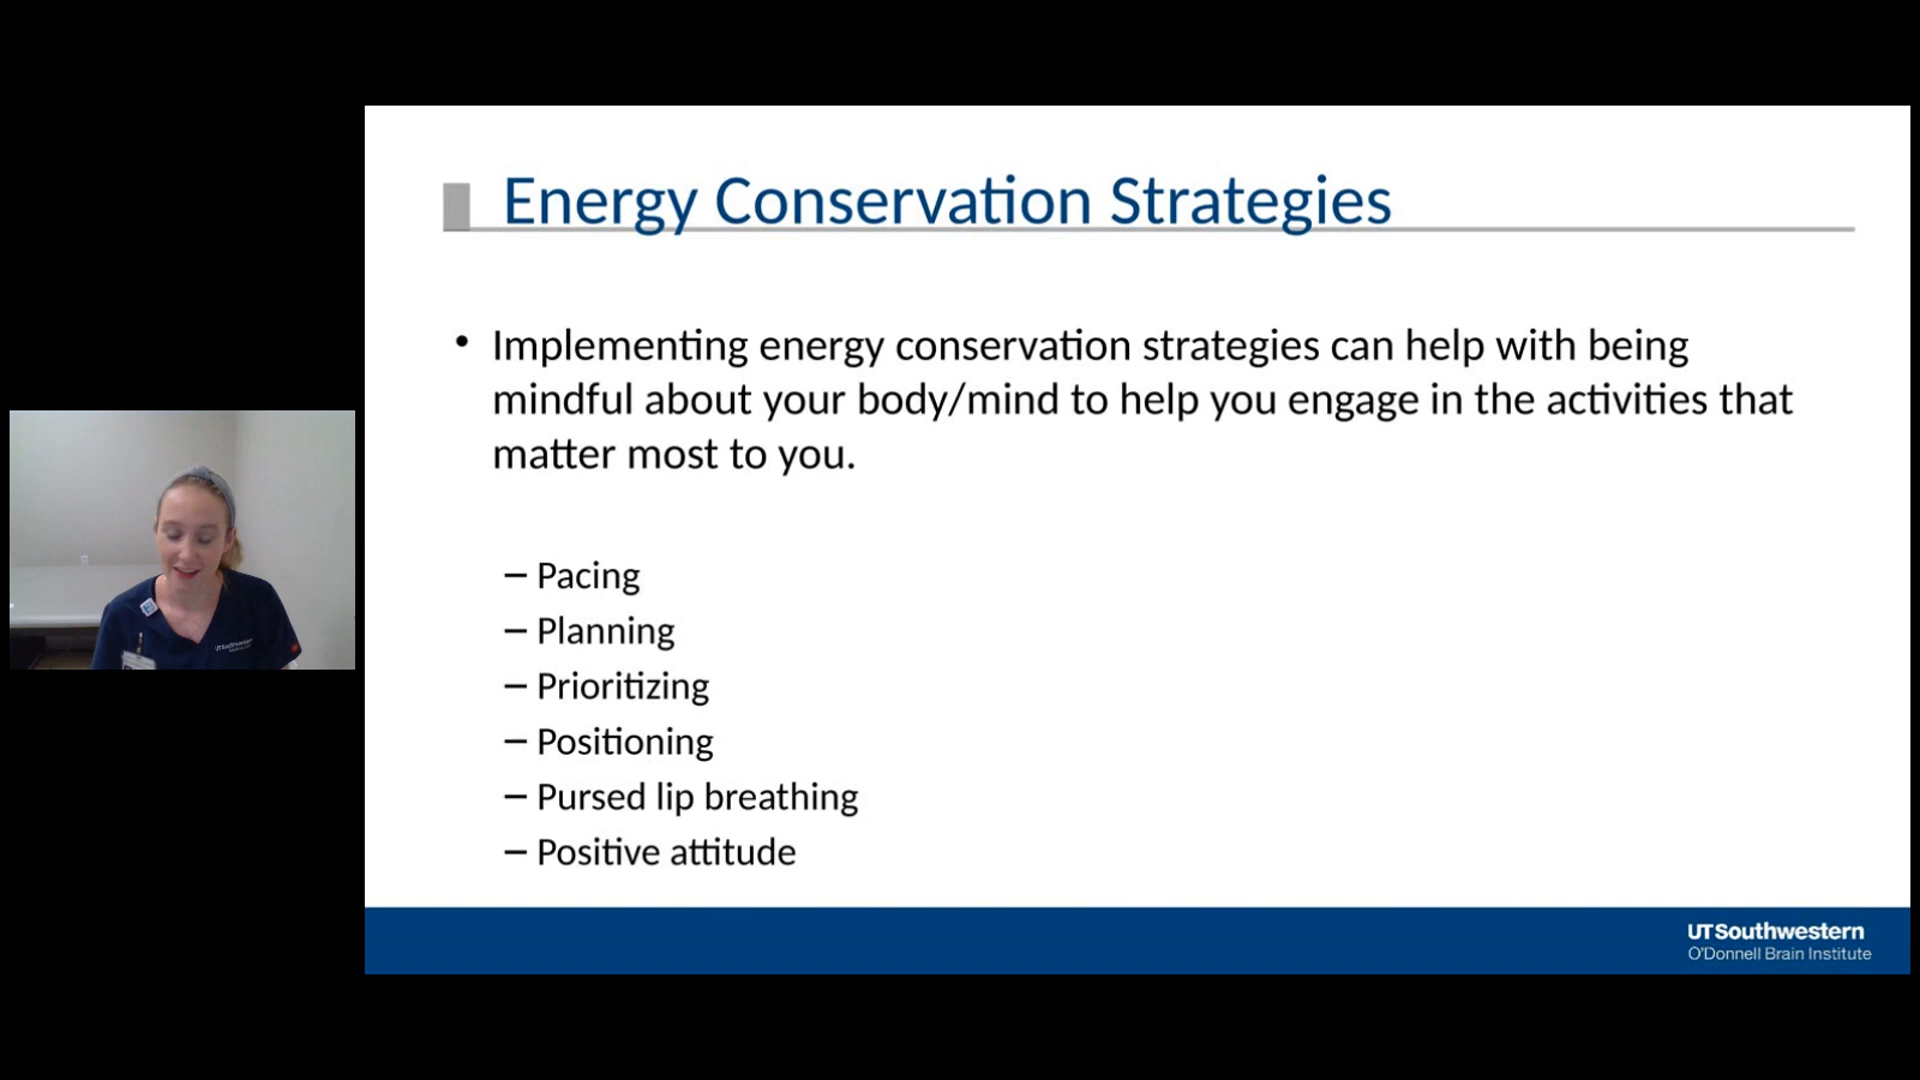 Energy Conservation Strategies
• Implementing energy conservation strategies can help with being
mindful about your body/mind to help you engage in the activities that
matter most to you.
– Pacing
– Planning
– Prioritizing
– Positioning
– Pursed lip breathing
– Positive attitude
UTSouthwestern
O'Donnell Brain Institute
UTSouthwestern